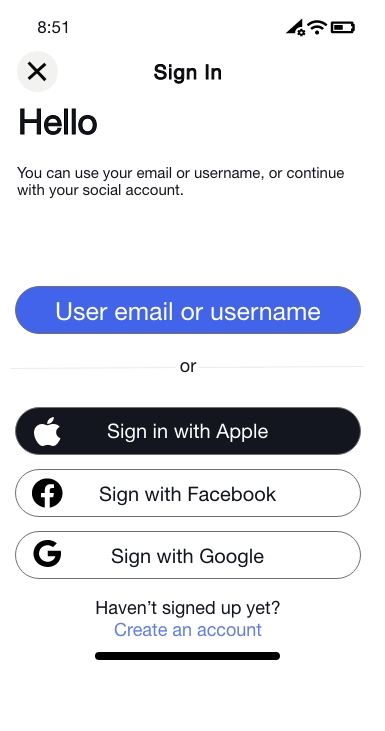 8:51
Sign In
Hello
You can use your email or username, or continue
with your social account.
User email or username
or
Sign in with Apple
Sign with Facebook
Sign with Google
Haven’t signed up yet?
Create an account